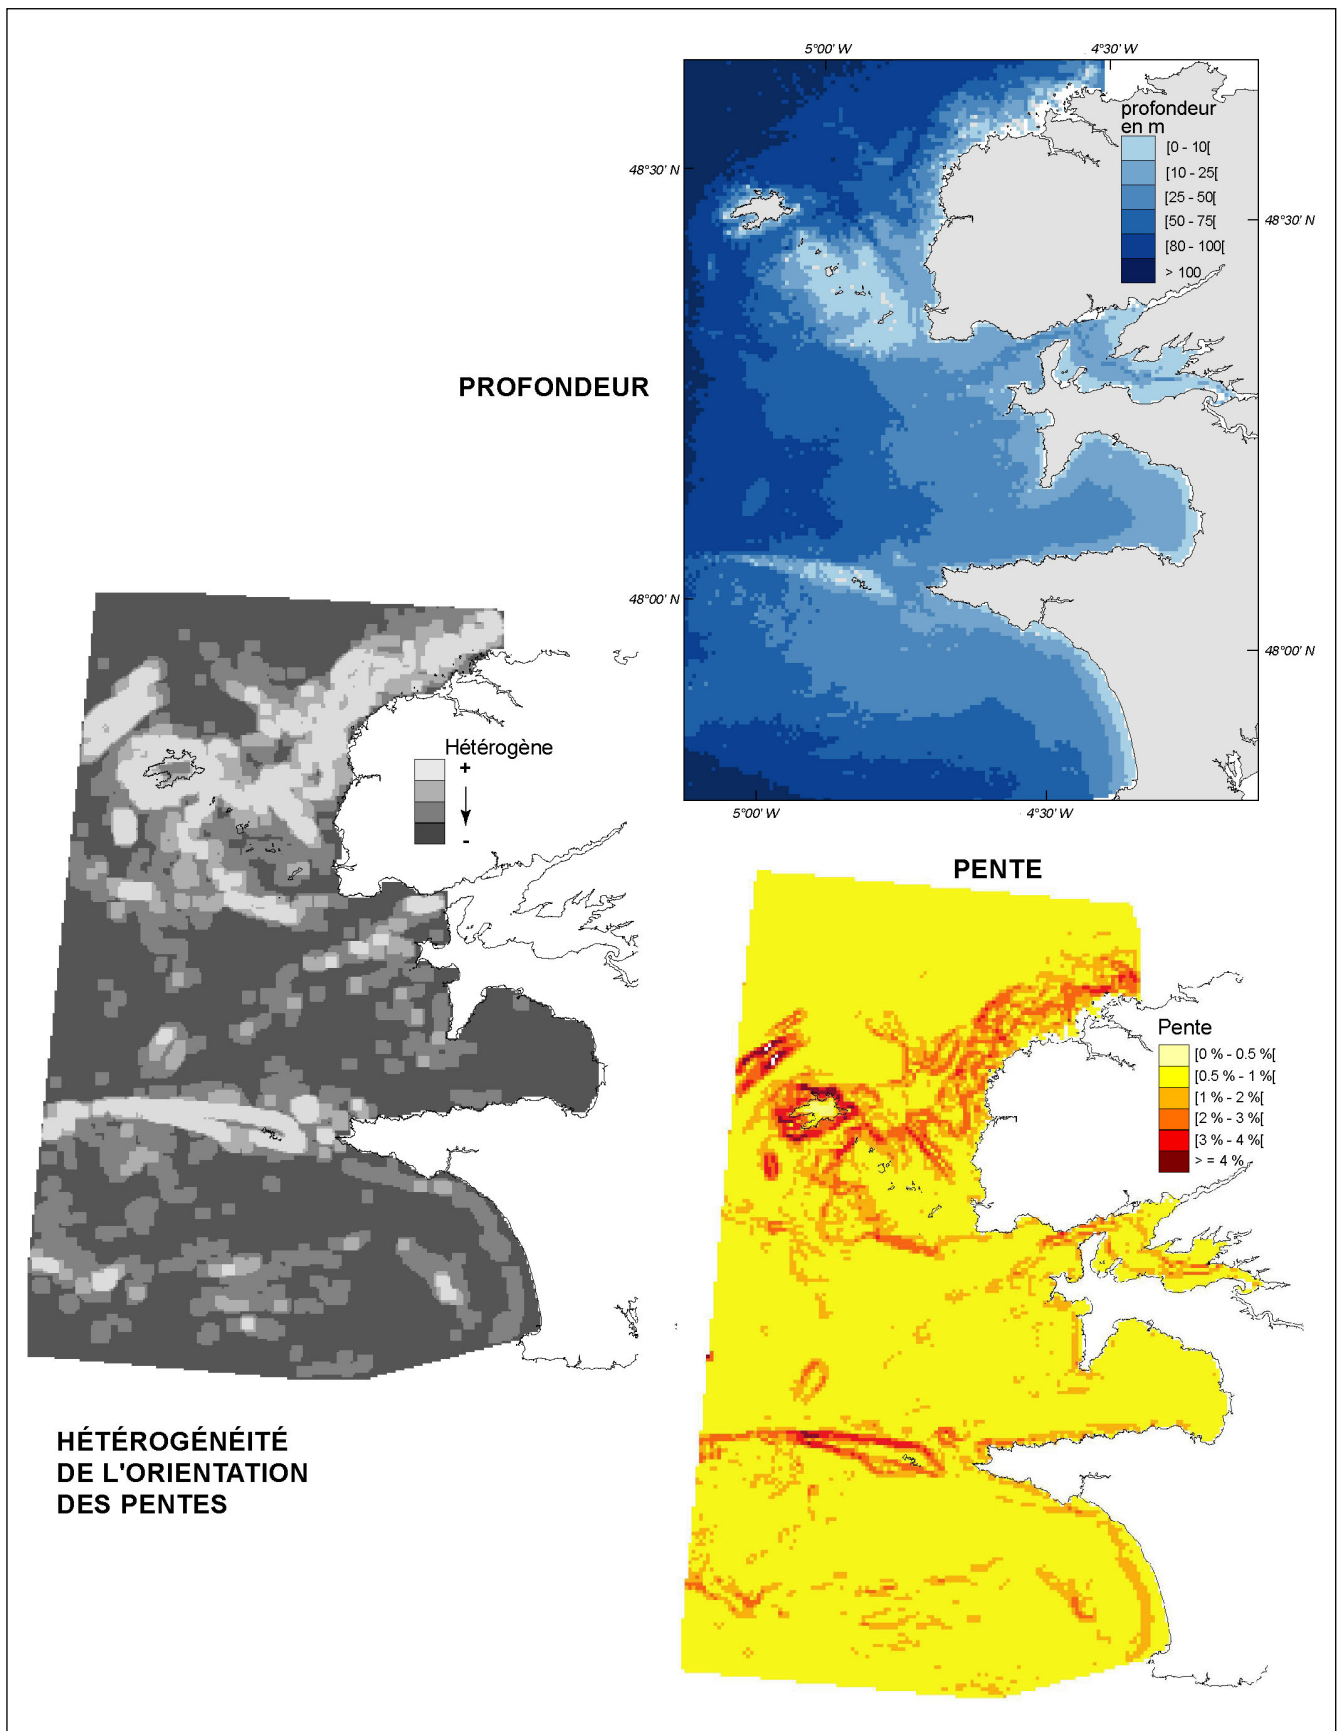 5°00' W
4°30' W
profondeur
en m
[0 - 10[
[10 - 25[
[25 - 50[
[50 - 75[
[80 - 100[
> 100
48°30' N
48°30' N
PROFONDEUR
48°00' N
48°00' N
5°00' W
4°30' W
Hétérogène
+
-
PENTE
Pente
[0 % - 0.5 %[
[0.5 % - 1 %[
[1 % - 2 %[
[2 % - 3 %[
[3 % - 4 %[
> = 4 %
HÉTÉROGÉNÉITÉ
DE L'ORIENTATION
DES PENTES